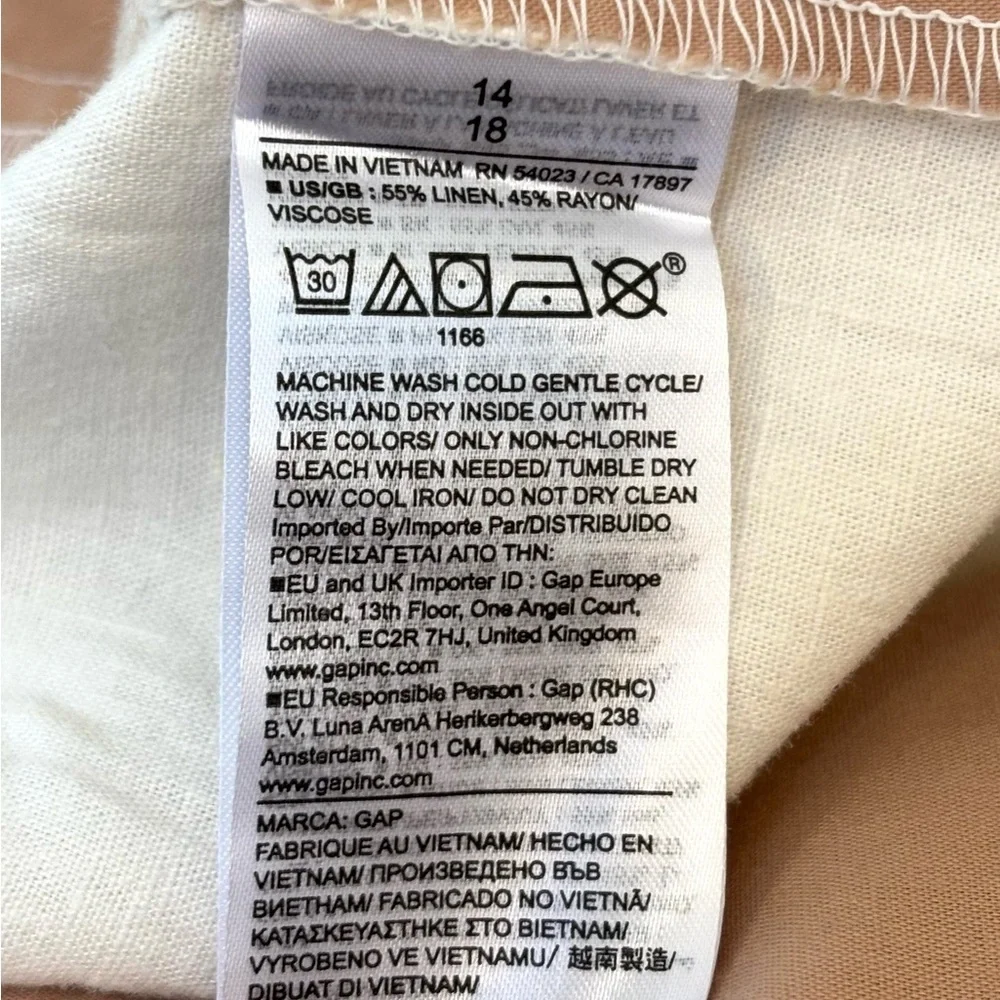 14
18
MADE IN VIETNAM RN 54023 / CA 17897
■ US/GB : 55% LINEN, 45% RAYON/
VISCOSE
30
®
1166
MACHINE WASH COLD GENTLE CYCLE/
WASH AND DRY INSIDE OUT WITH
LIKE COLORS/ ONLY NON-CHLORINE
BLEACH WHEN NEEDED/ TUMBLE DRY
LOW/ COOL IRON/ DO NOT DRY CLEAN
Imported By/Importe Par/DISTRIBUIDO
POR/ΕΙΣΑΓΕΤΑΙ ΑΠΟ ΤΗΝ:
■EU and UK Importer ID : Gap Europe
Limited, 13th Floor, One Angel Court,
London, EC2R 7HJ, United Kingdom
www.gapinc.com
■EU Responsible Person : Gap (RHC)
B.V. Luna ArenA Herikerbergweg 238
Amsterdam, 1101 CM, Netherlands
www.gapinc.com
MARCA: GAP
FABRIQUE AU VIETNAM/ HECHO EN
VIETNAM/ ПРОИЗВЕДЕНО ВЪВ
ВИЕТНАМ/ FABRICADO NO VIETNÃ/
ΚΑΤΑΣΚΕΥΑΣΤΗΚΕ ΣΤΟ ΒΙΕΤΝΑΜ/
VYROBENO VE VIETNAMU/ 越南製造/
DIBUAT DI VIETNAM/